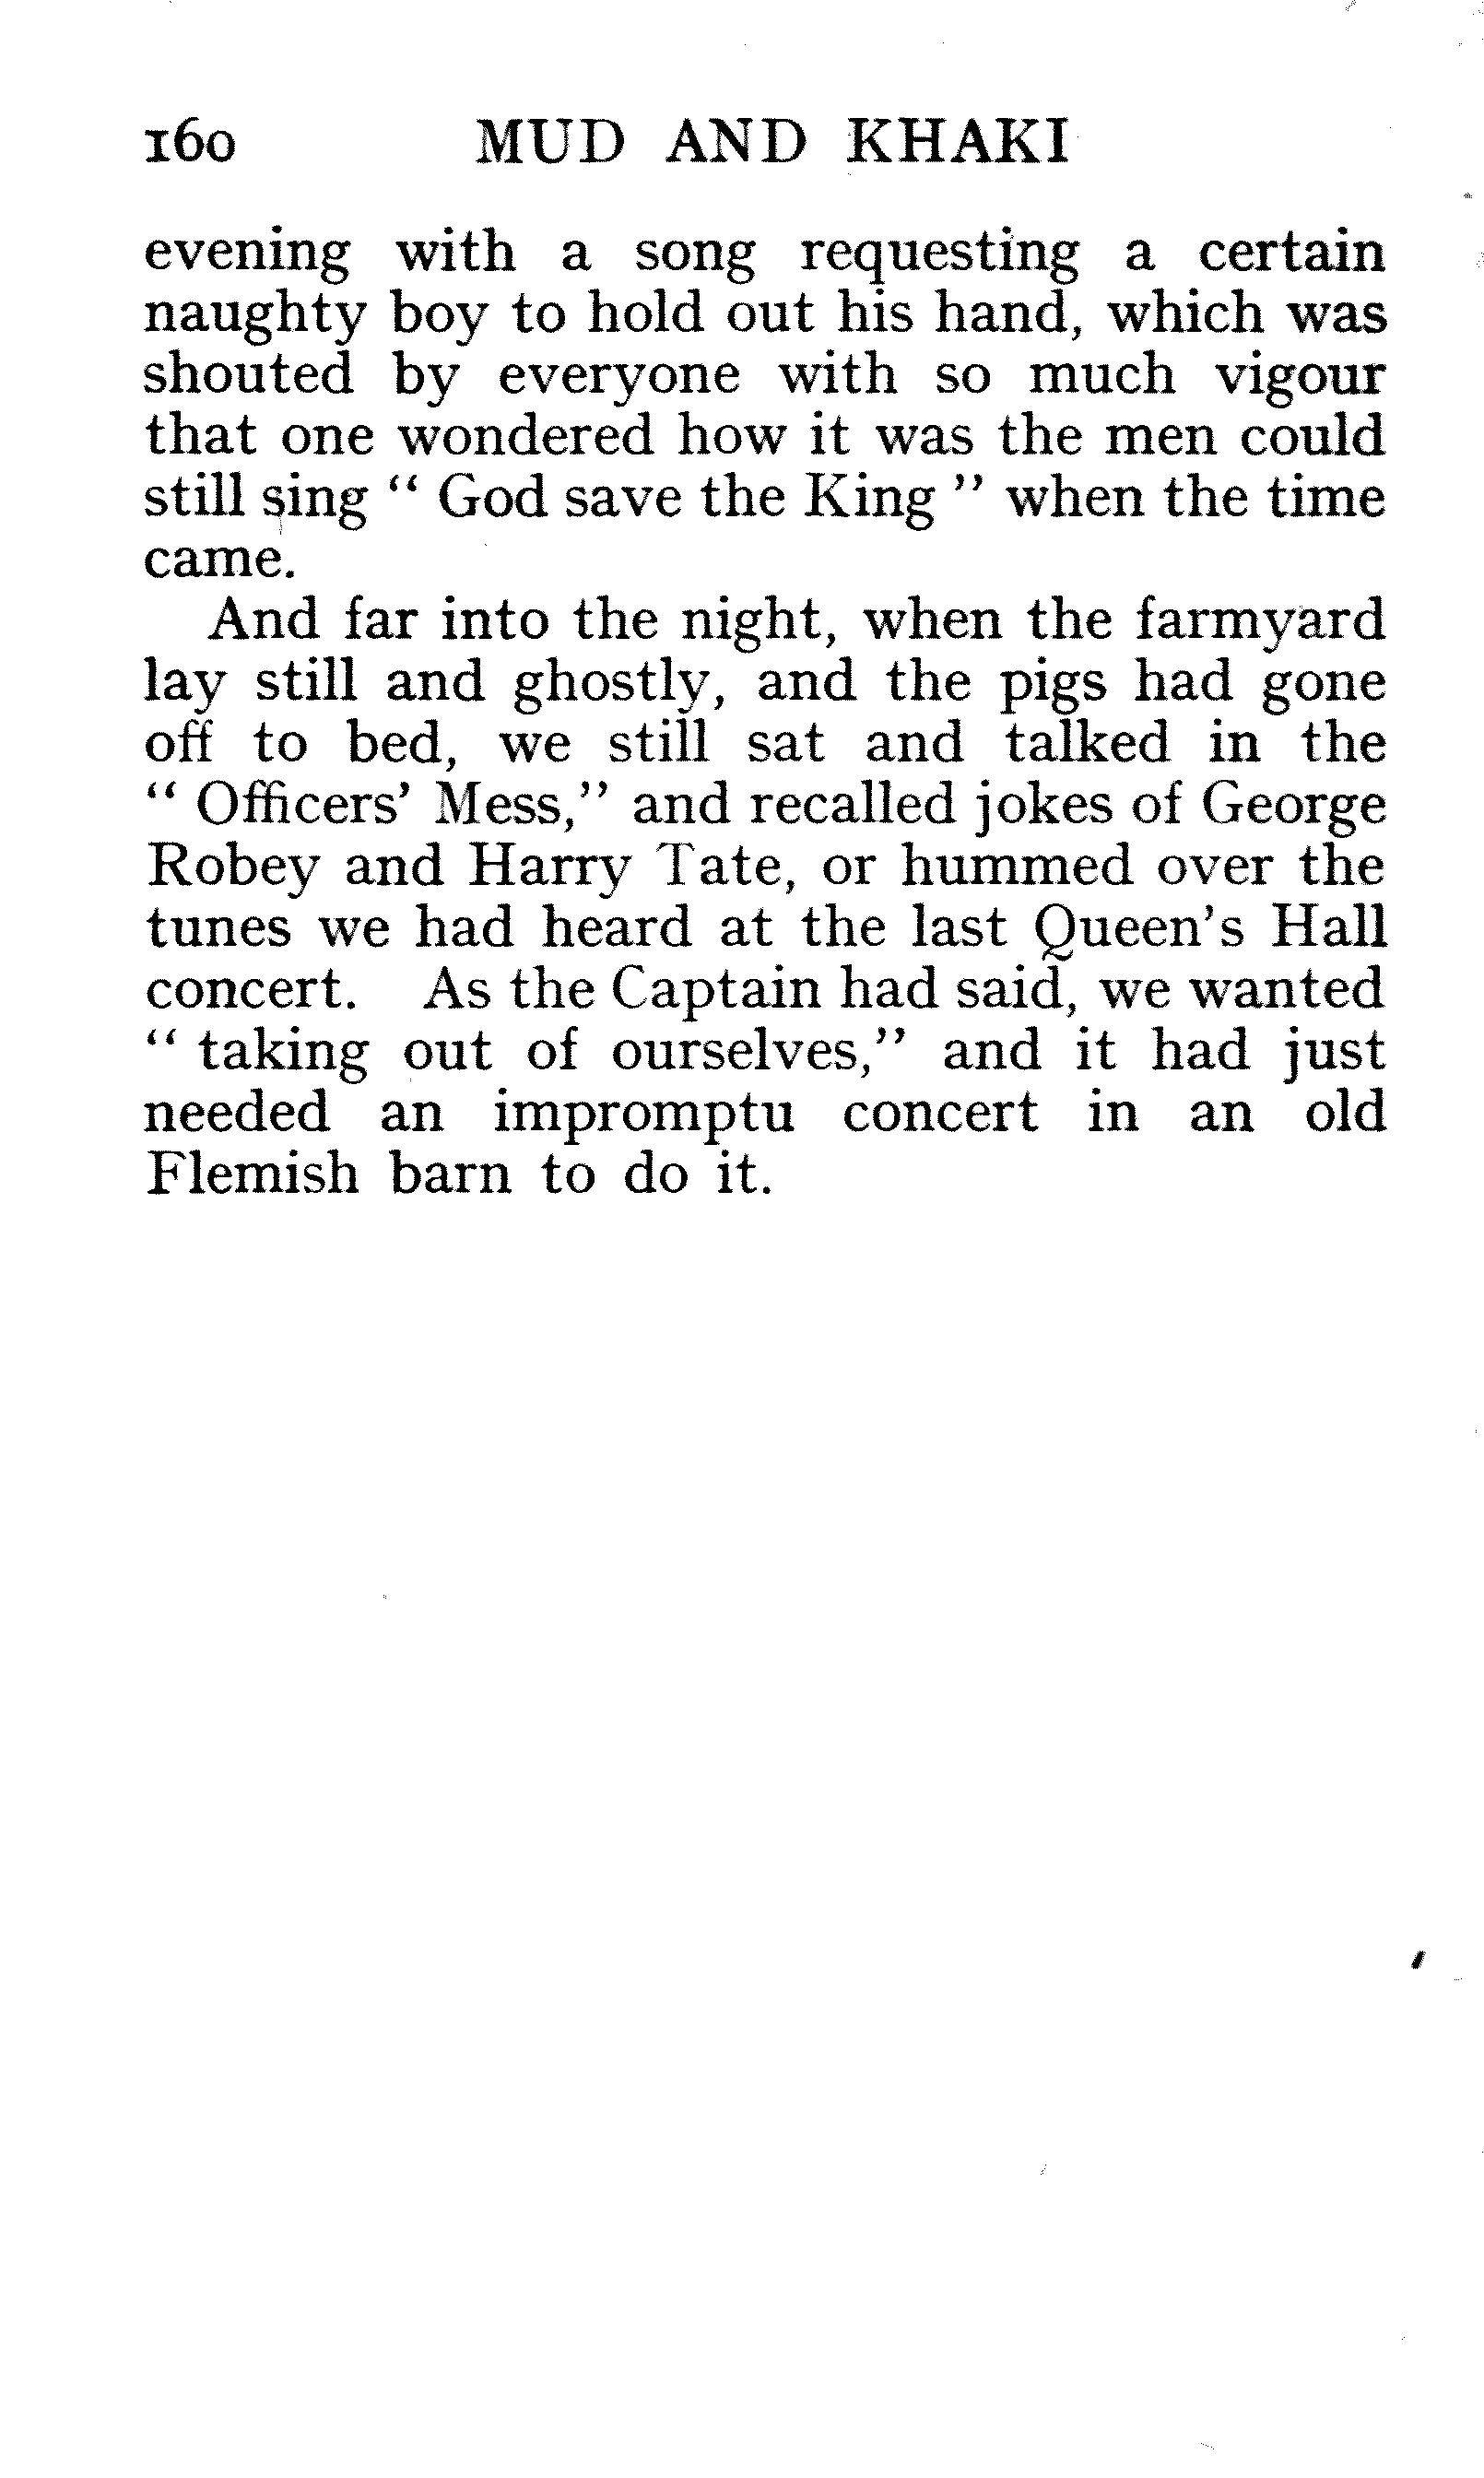 160 MUD AND KHAKI
evening with a song requesting a certain
naughty boy to hold out his hand, which was
shouted by everyone with so much vigour
that one wondered how it was the men could
still sing " God save the King " when the time
came.
And far into the night, when the farmyard
lay still and ghostly, and the pigs had gone
off to bed, we still sat and talked in the
" Officers' Mess," and recalled jokes of George
Robey and Harry Tate, or hummed over the
tunes we had heard at the last Queen's Hall
concert. As the Captain had said, we wanted
" taking out of ourselves," and it had just
needed an impromptu concert in an old
Flemish barn to do it.